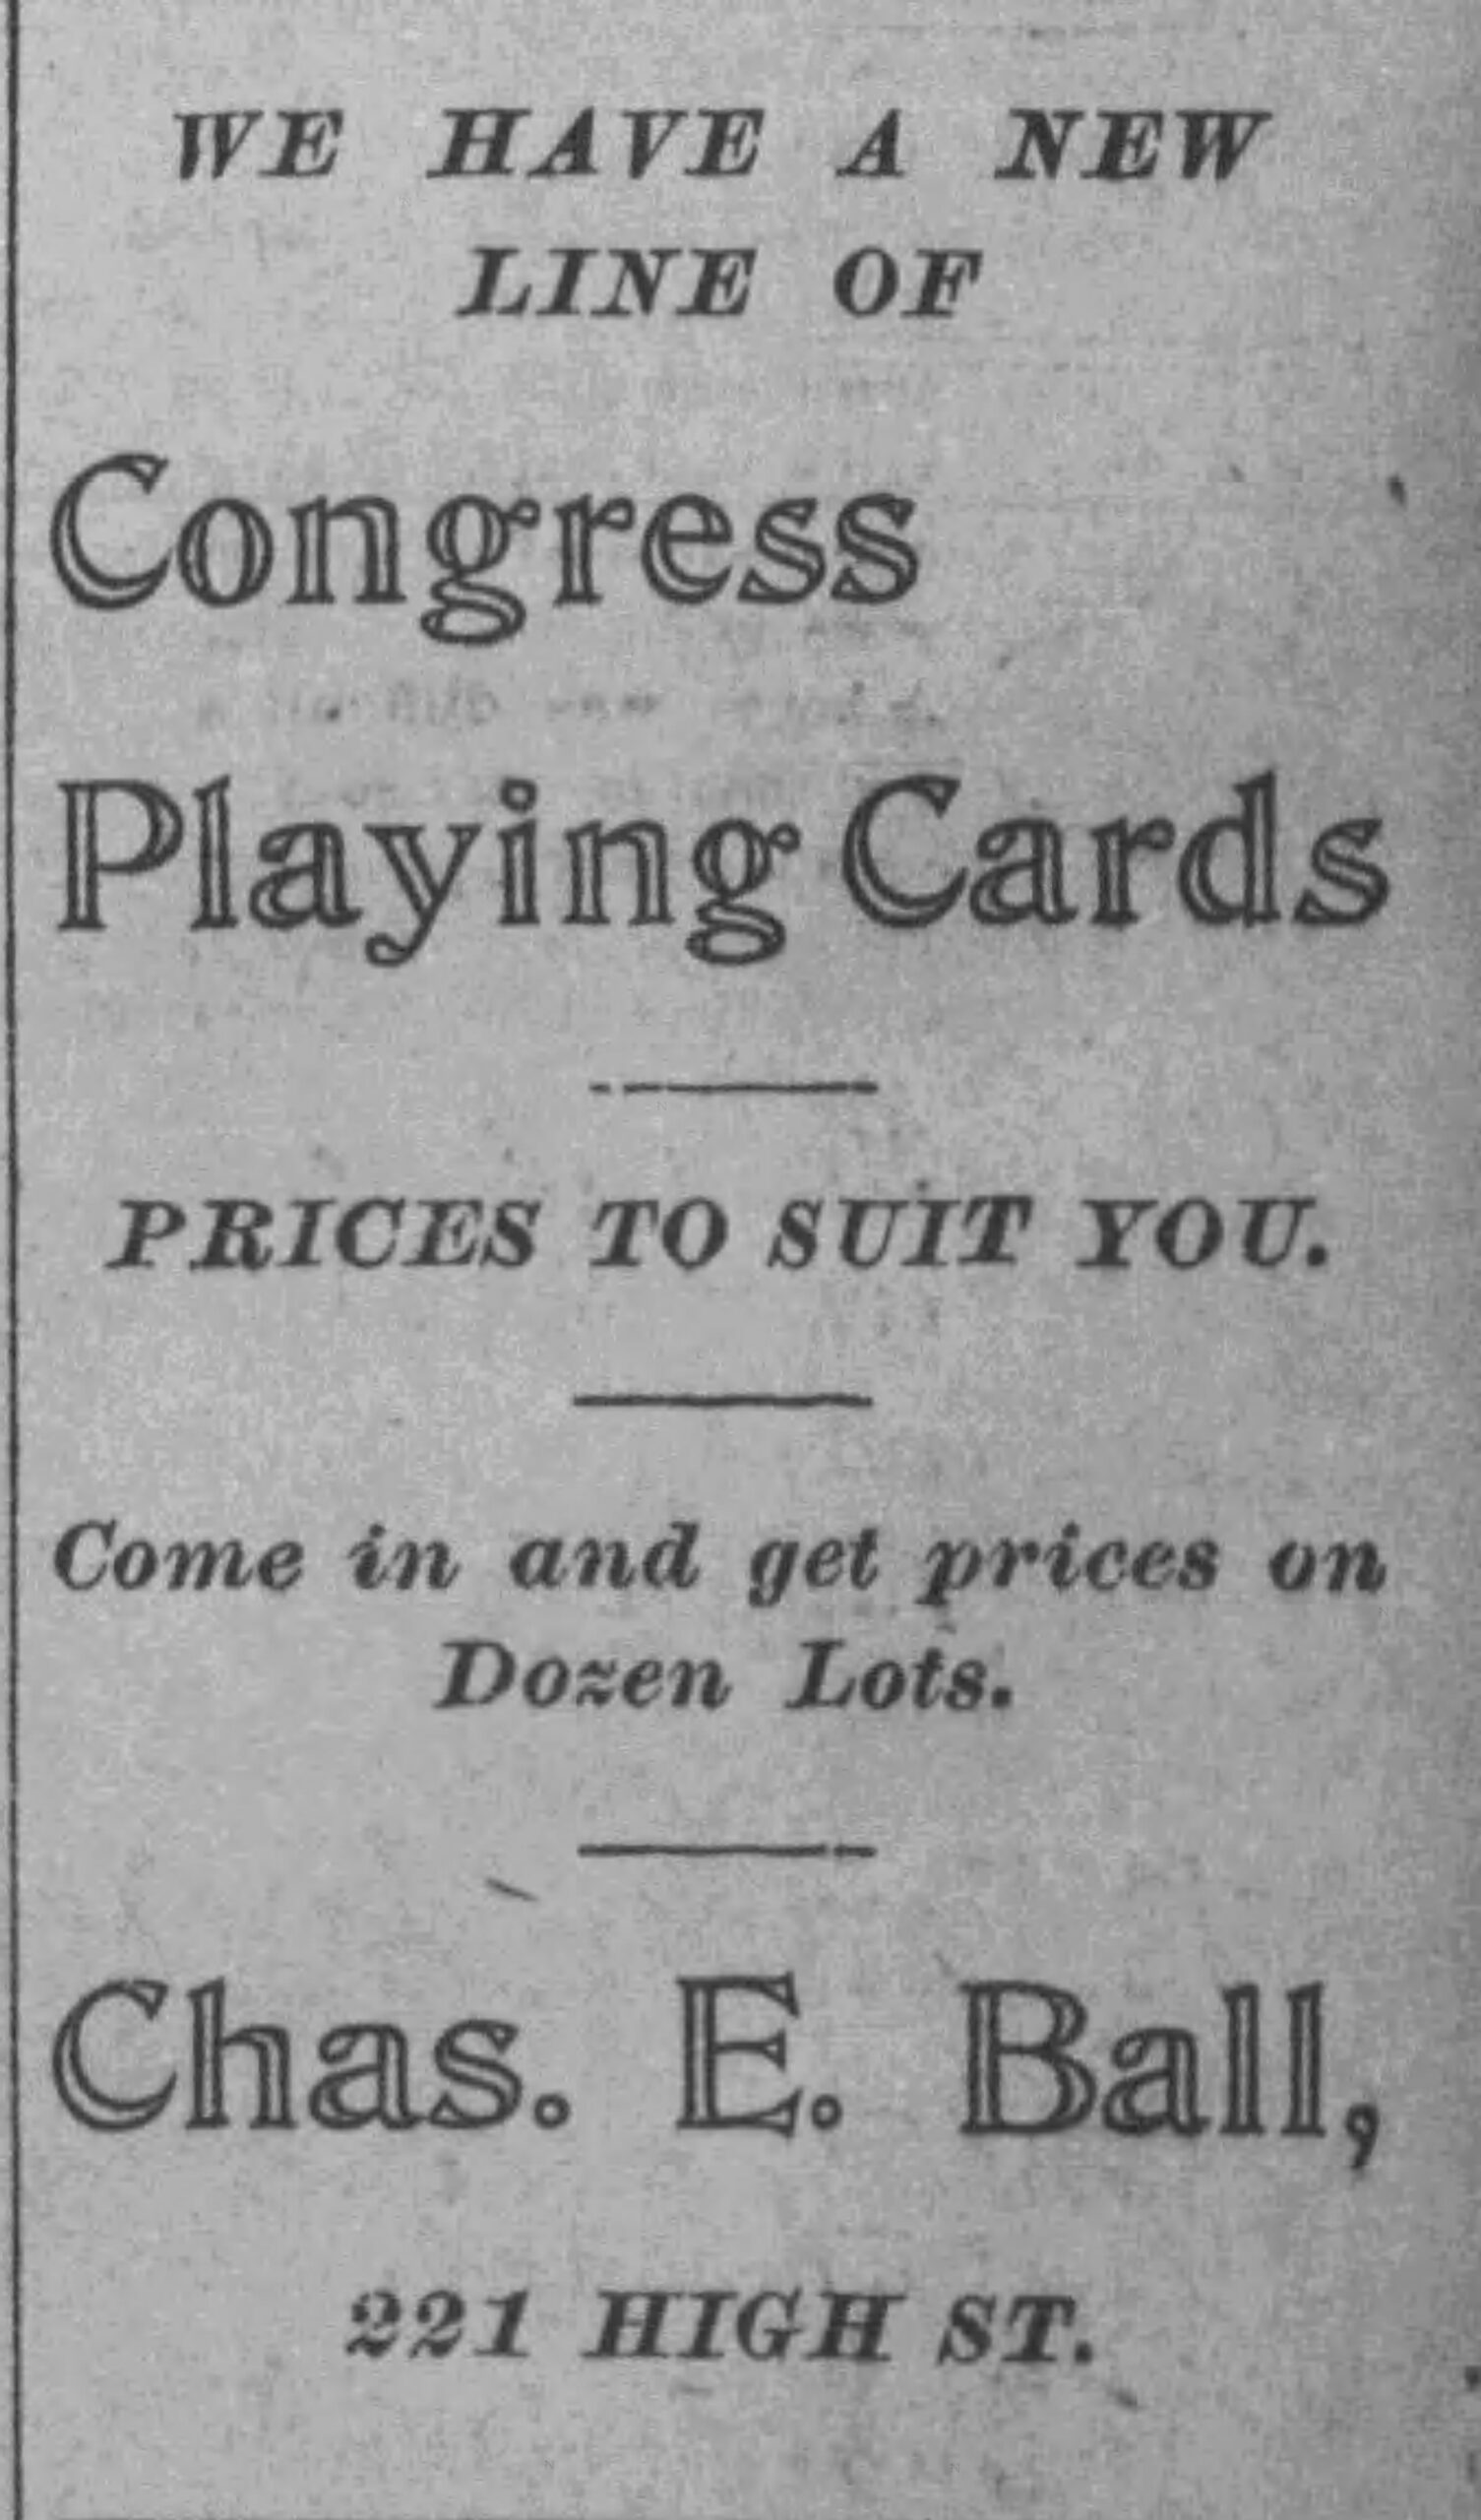 WE HAVE A NEW
LINE OF
Congress
Playing Cards
PRICES TO SUIT YOU.
Come in and get prices on
Dozen Lots.
Chas. E. Ball,
221 HIGH ST.